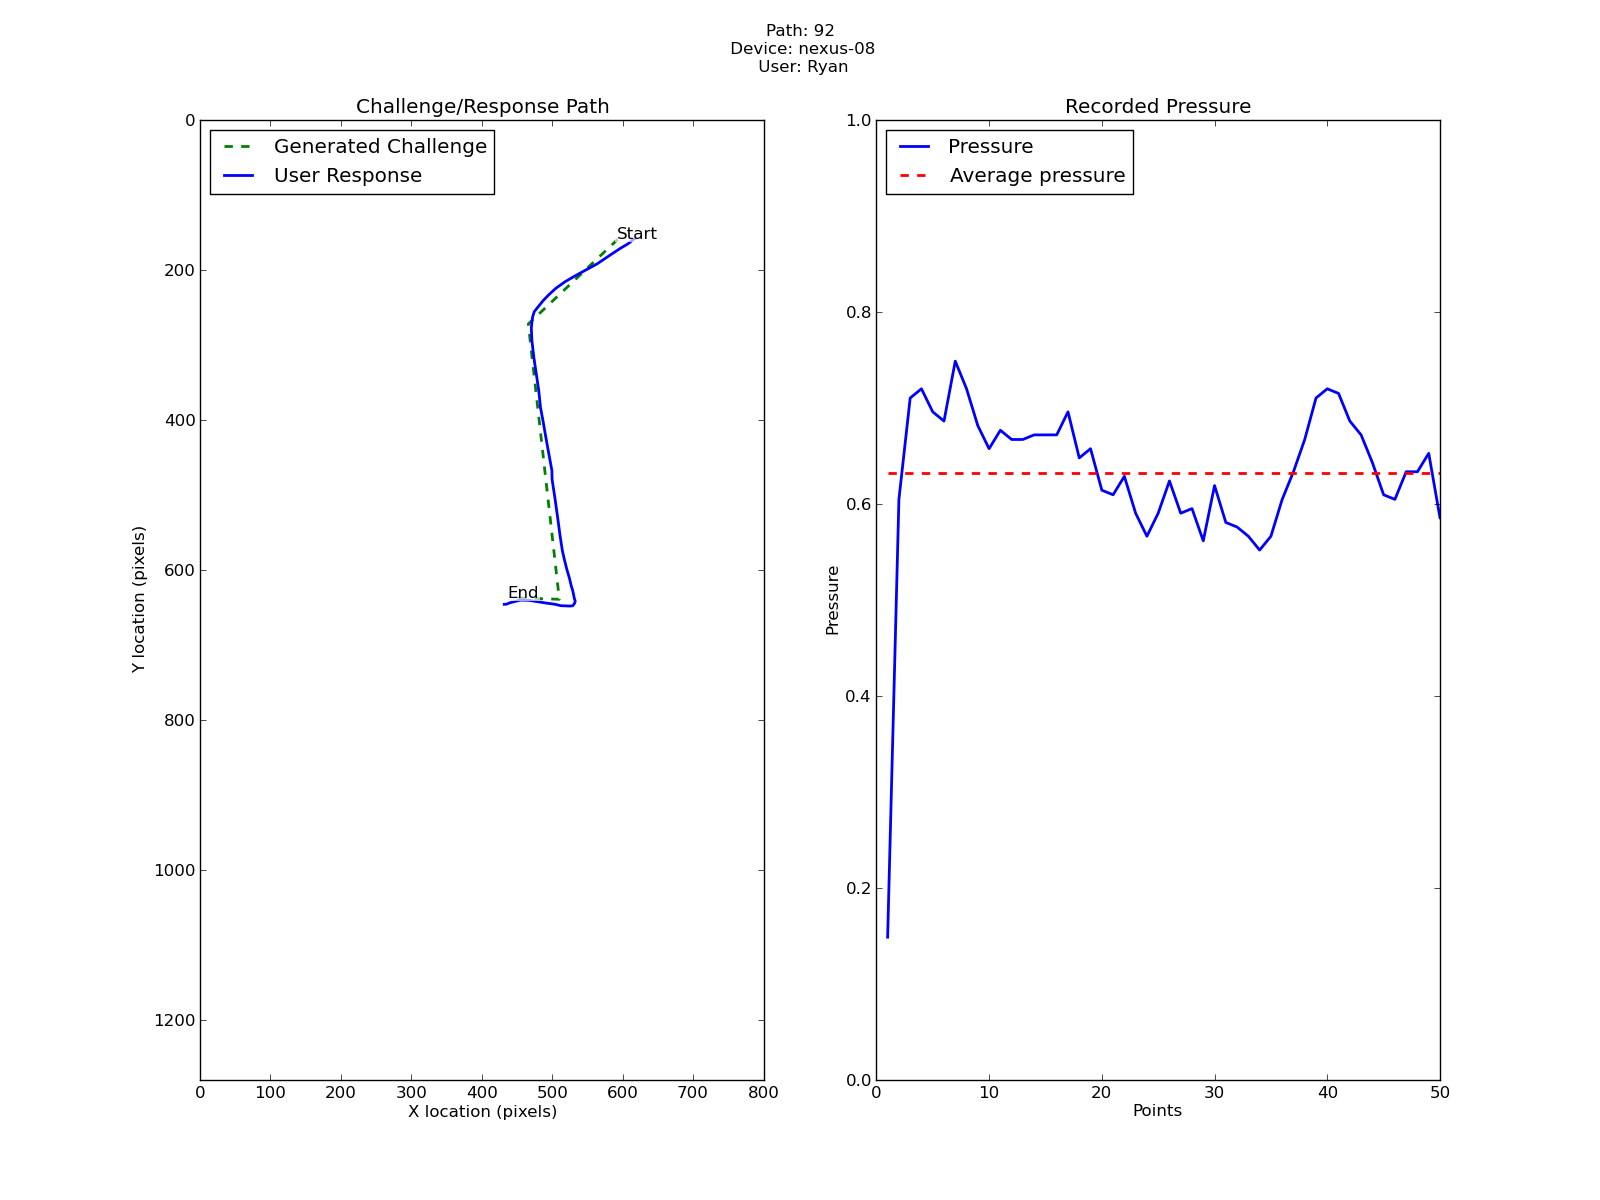 Path: 92
Device: nexus-08
User: Ryan
Challenge/Response Path
Generated Challenge
User Response
Start
End
0
200
400
600
800
1000
1200
Y location (pixels)
0 100 200 300 400 500 600 700 800
X location (pixels)
Recorded Pressure
Pressure
Average pressure
1.0
0.8
0.6
0.4
0.2
0.0
Pressure
0 10 20 30 40 50
Points